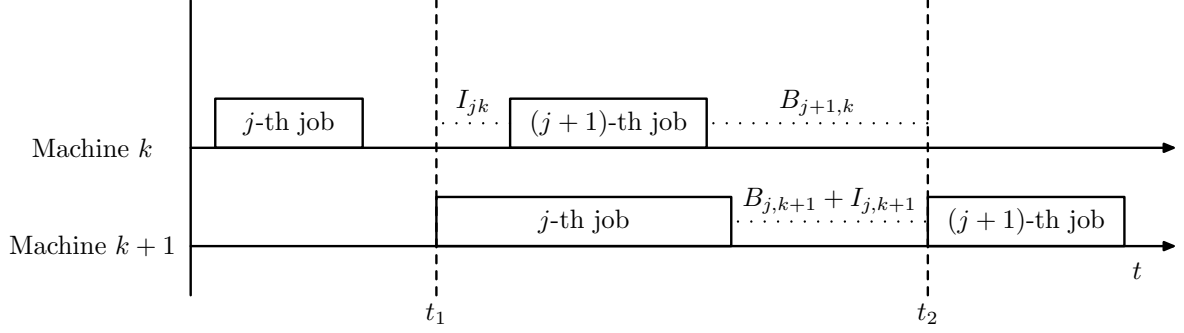 $I_{jk}$ $B_{j+1,k}$
$j$-th job $(j+1)$-th job
Machine $k$
$B_{j,k+1} + I_{j,k+1}$
$j$-th job $(j+1)$-th job
Machine $k+1$
$t$
$t_1$ $t_2$